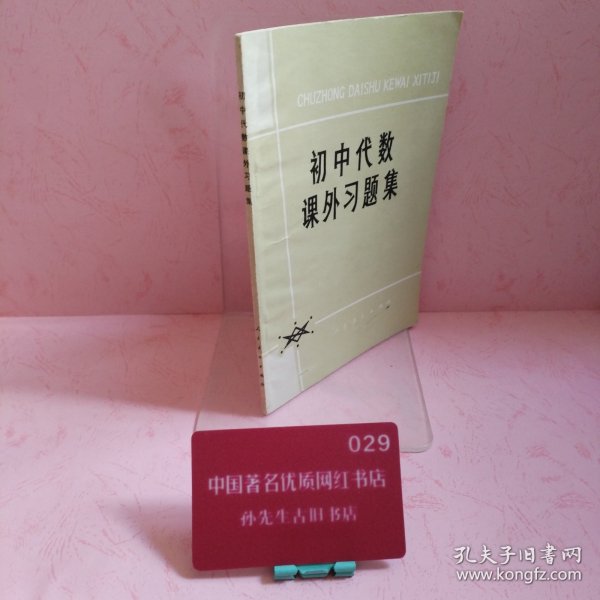 CHUZHONG DAISHU KEWAI XITIJI
初中代数
课外习题集
初中代数课外习题集
029
中国著名优质网红书店
孙先生古旧书店
孔夫子旧书网
www.kongfz.com